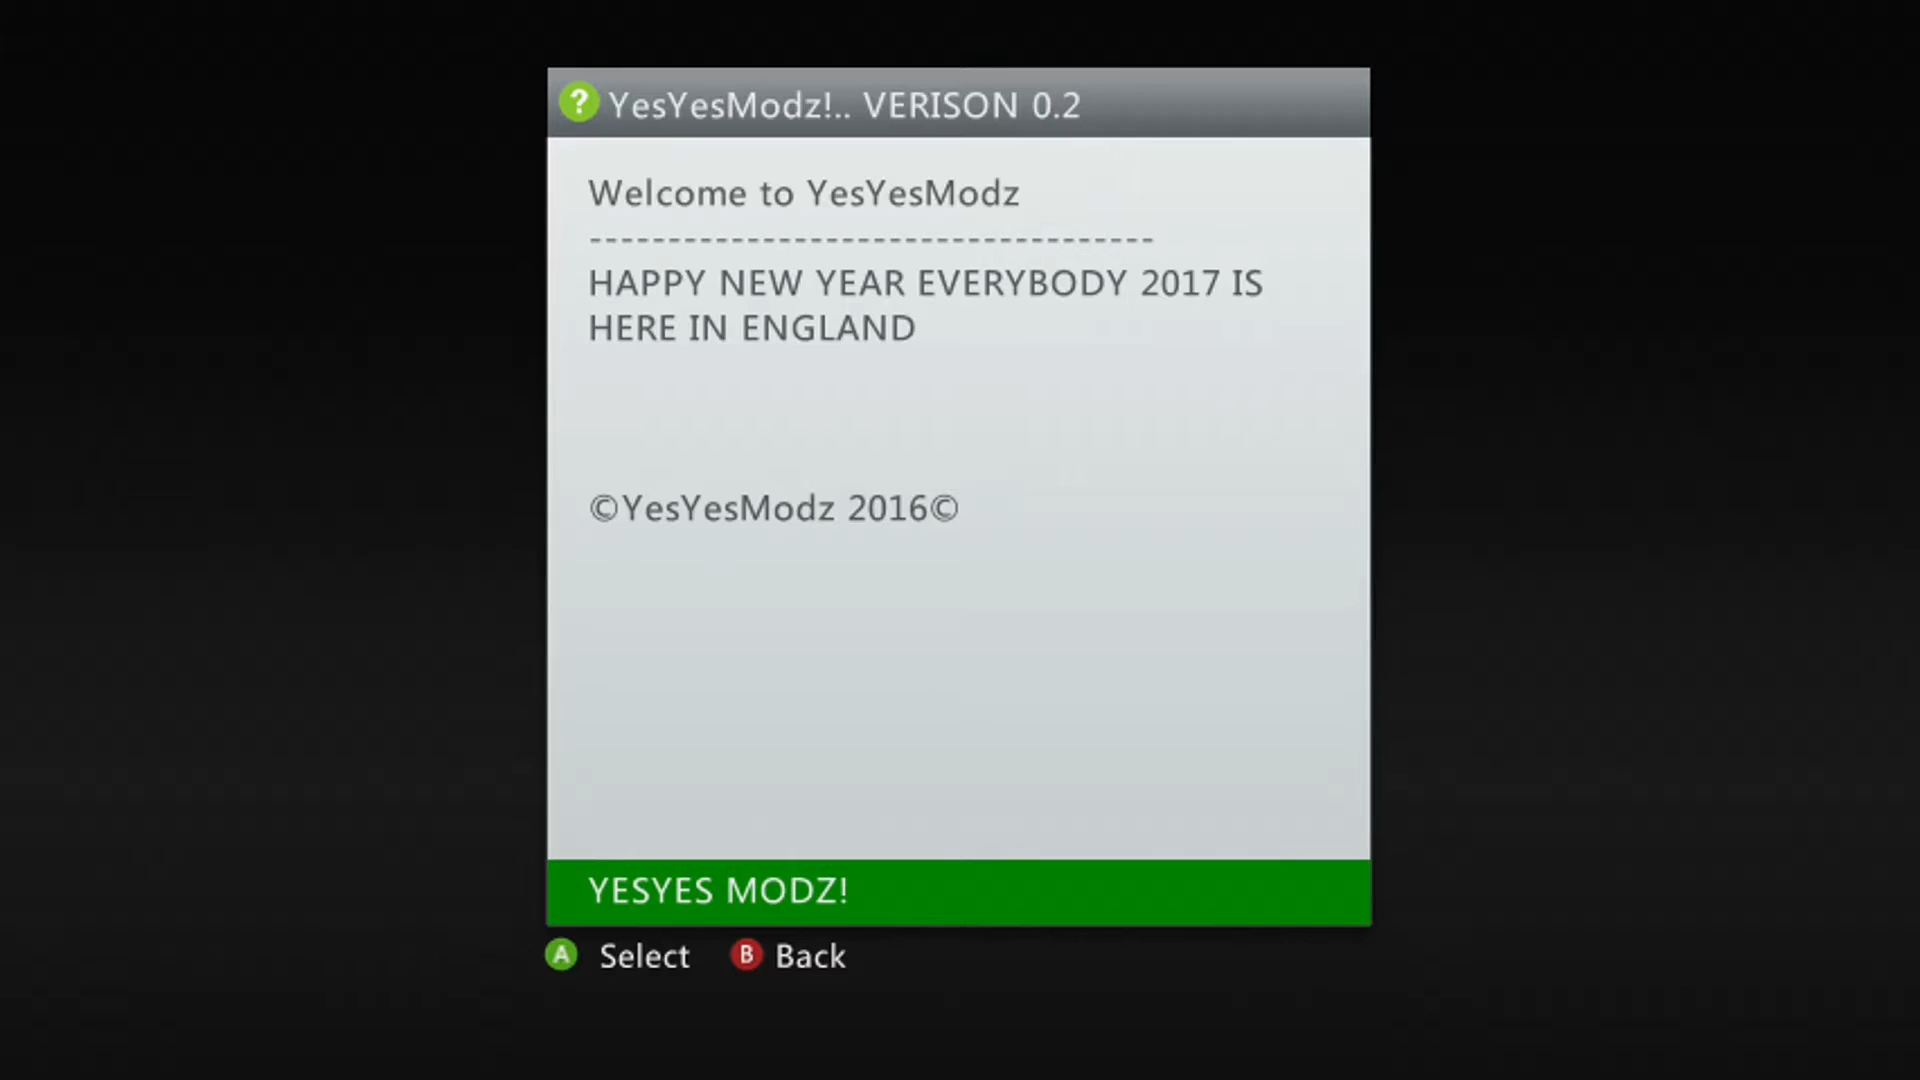 ? YesYesModz!.. VERISON 0.2
Welcome to YesYesModz
------------------------------------
HAPPY NEW YEAR EVERYBODY 2017 IS
HERE IN ENGLAND
©YesYesModz 2016©
YESYES MODZ!
A Select B Back